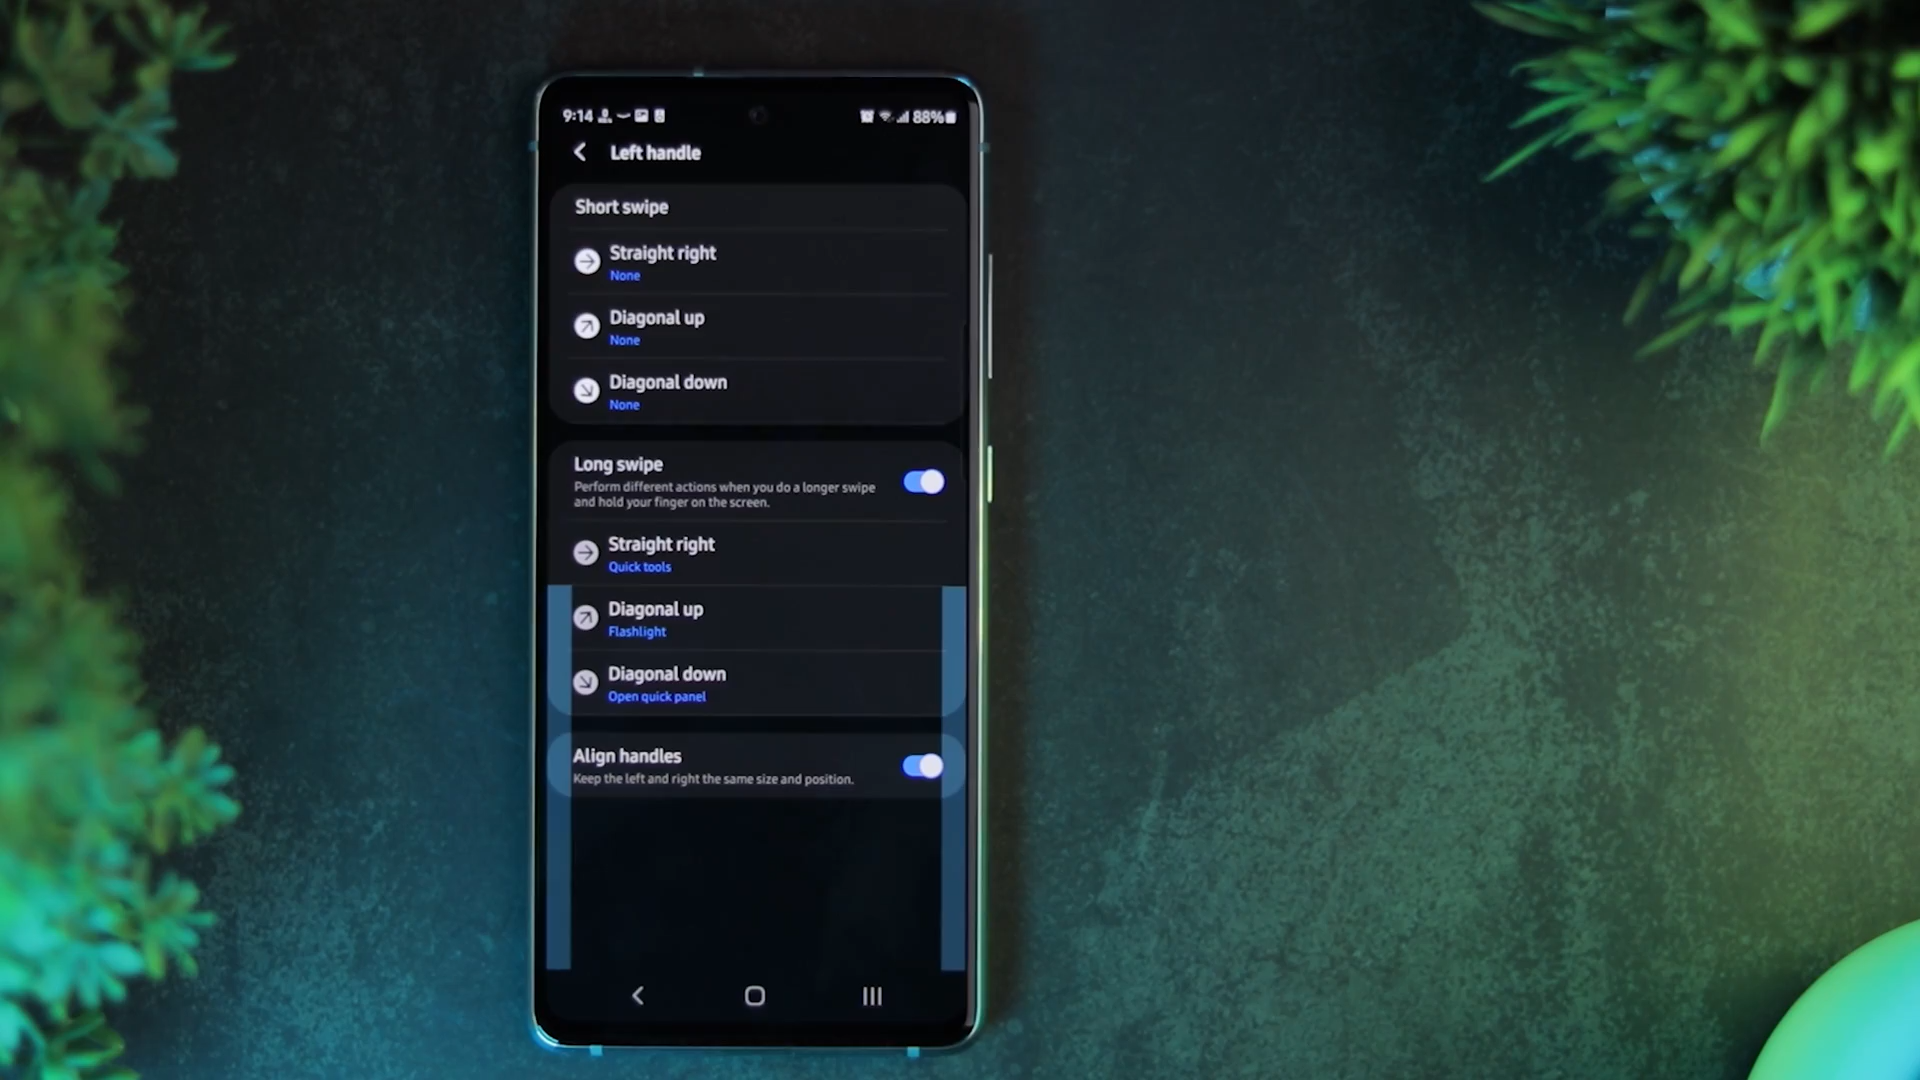 9:14 88%
Left handle
Short swipe
Straight right
None
Diagonal up
None
Diagonal down
None
Long swipe
Perform different actions when you do a longer swipe
and hold your finger on the screen.
Straight right
Quick tools
Diagonal up
Flashlight
Diagonal down
Open quick panel
Align handles
Keep the left and right the same size and position.